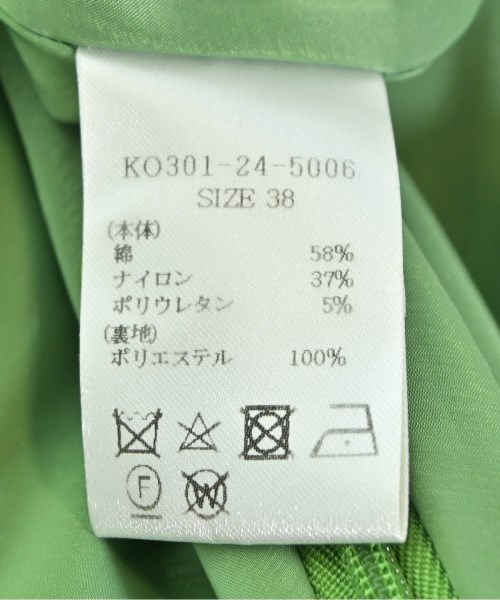 KO301-24-5006
SIZE 38
(本体)
綿 58%
ナイロン 37%
ポリウレタン 5%
(裏地)
ポリエステル 100%
F W